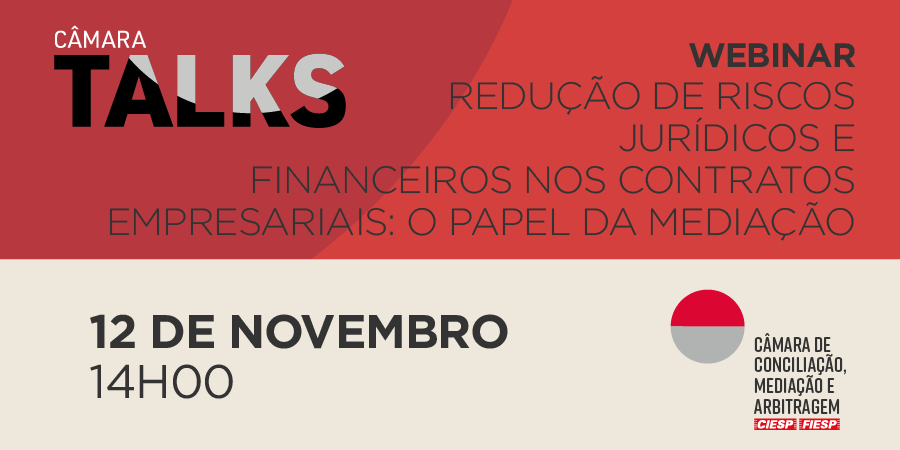 CÂMARA
TALKS
WEBINAR
REDUÇÃO DE RISCOS
JURÍDICOS E
FINANCEIROS NOS CONTRATOS
EMPRESARIAIS: O PAPEL DA MEDIAÇÃO
12 DE NOVEMBRO
14H00
CÂMARA DE
CONCILIAÇÃO,
MEDIAÇÃO E
ARBITRAGEM
CIESP FIESP